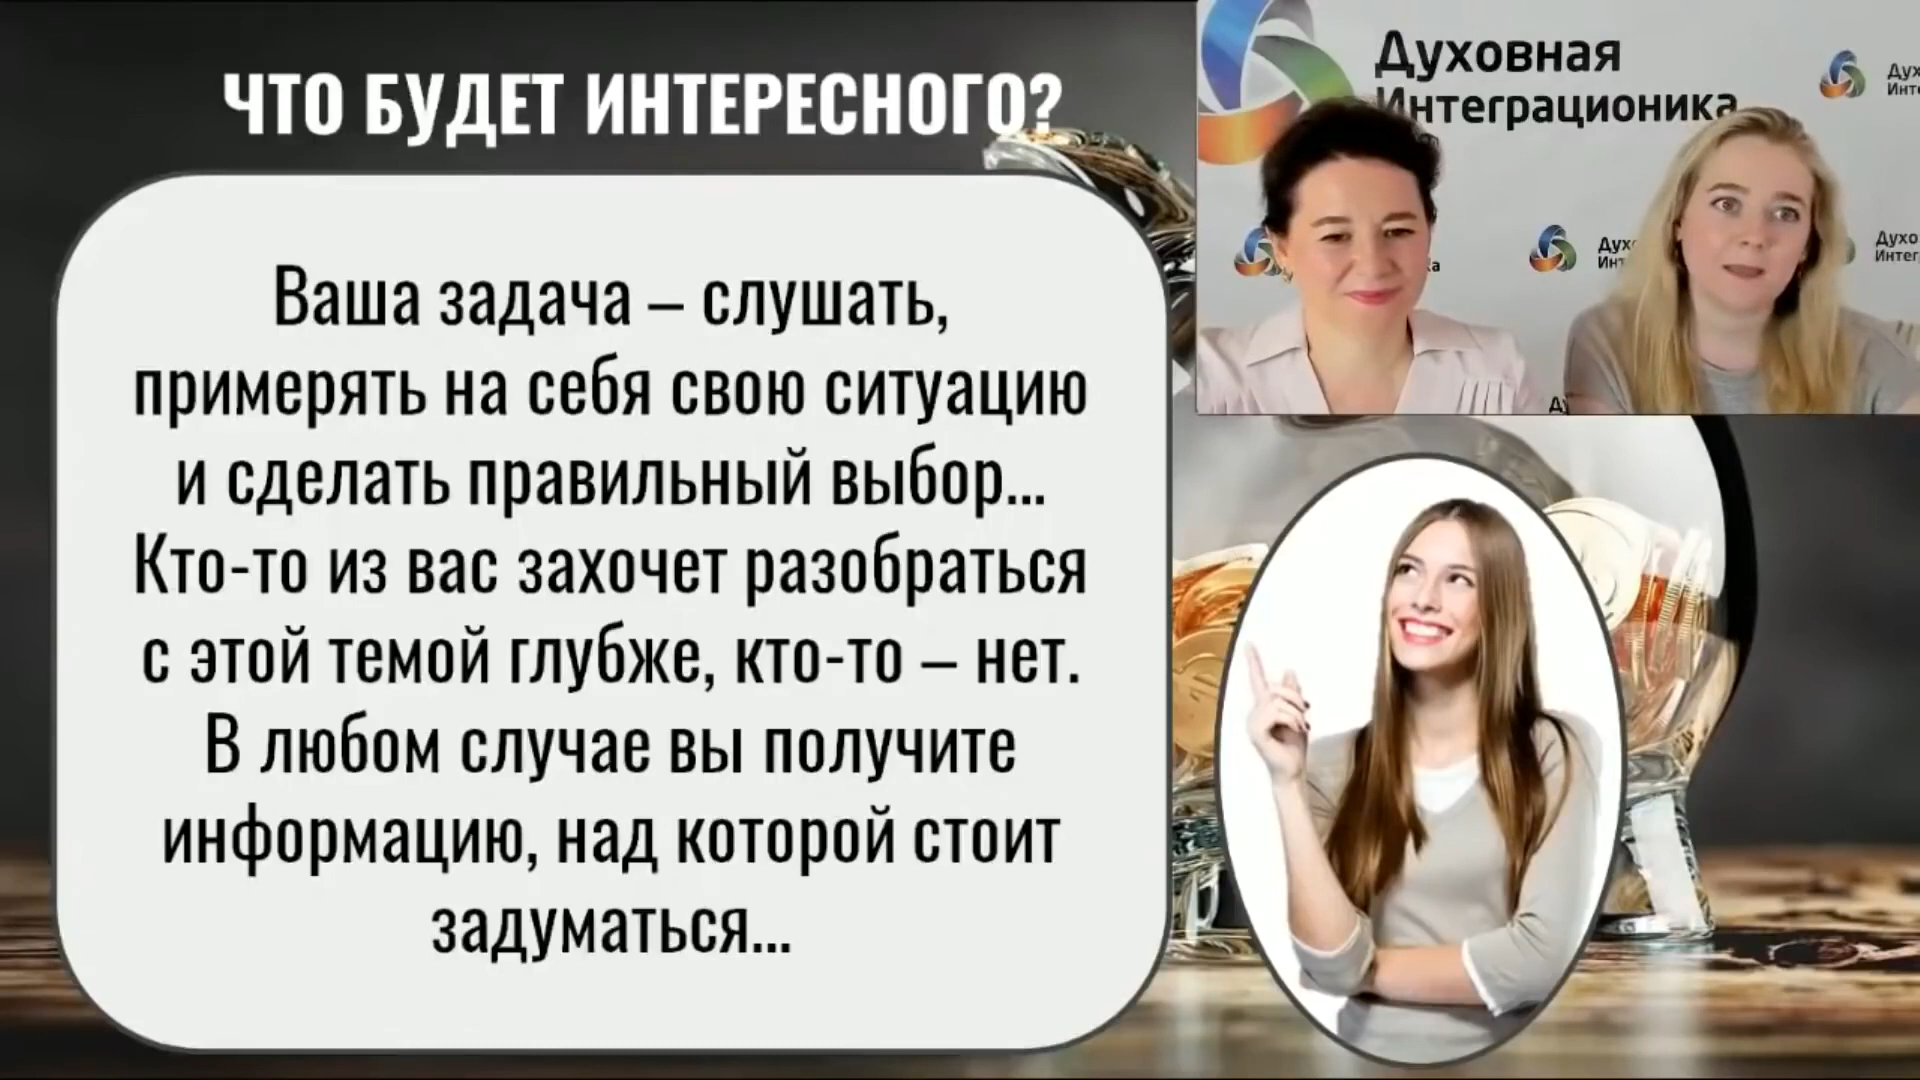 ЧТО БУДЕТ ИНТЕРЕСНОГО?
Ваша задача – слушать,
примерять на себя свою ситуацию
и сделать правильный выбор...
Кто-то из вас захочет разобраться
с этой темой глубже, кто-то – нет.
В любом случае вы получите
информацию, над которой стоит
задуматься...
Духовная
Интеграционика